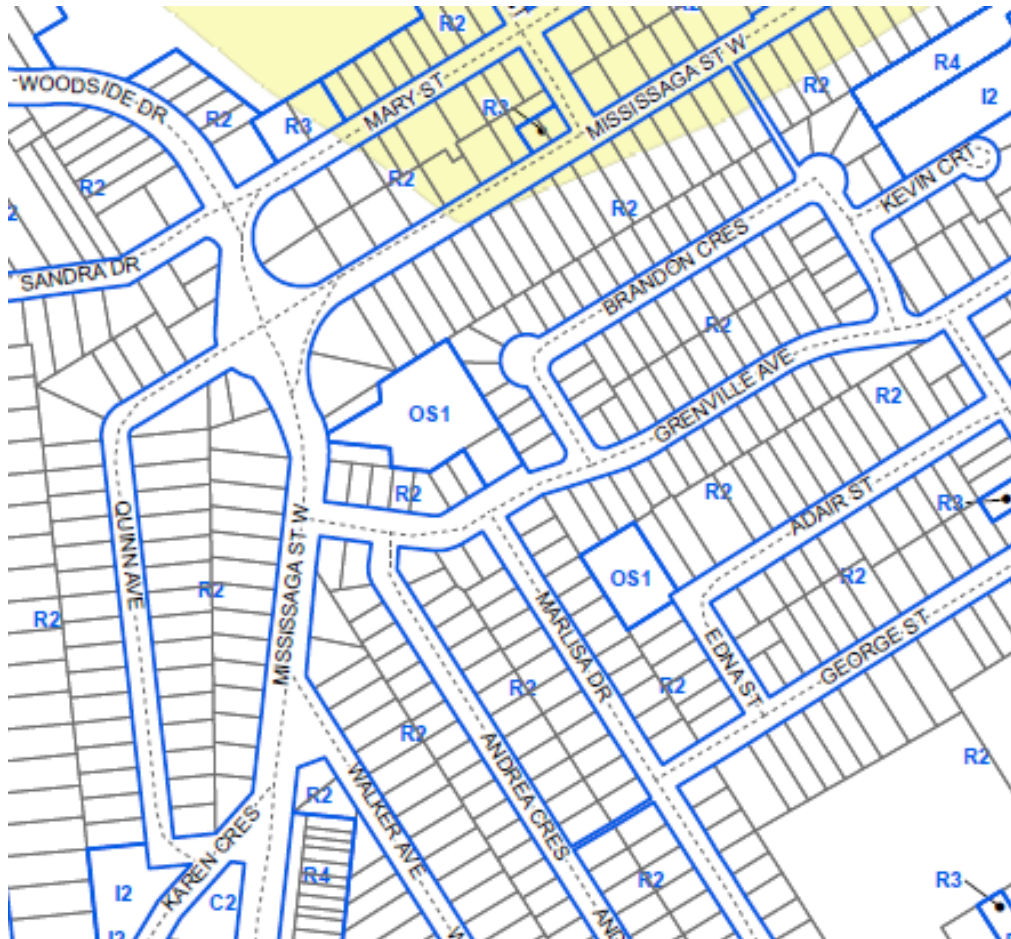 R2
R4
MISSISSAGA ST W
R2
WOODSIDE DR
MARY ST
I2
R3
R2
R3
R2
R2
KEVIN CRT
R2
SANDRA DR
BRANDON CRES
R2
R2
GRENVILLE AVE
R2
OS1
R2
R2
ADAIR ST
R3
QUINN AVE
MISSISSAGA ST W
OS1
R2
R2
R2
MARLISA DR
EDNA ST
GEORGE ST
R2
R2
R2
ANDREA CRES
R2
WALKER AVE
R2
KAREN CRES
R4
R2
R3
I2
C2
I2